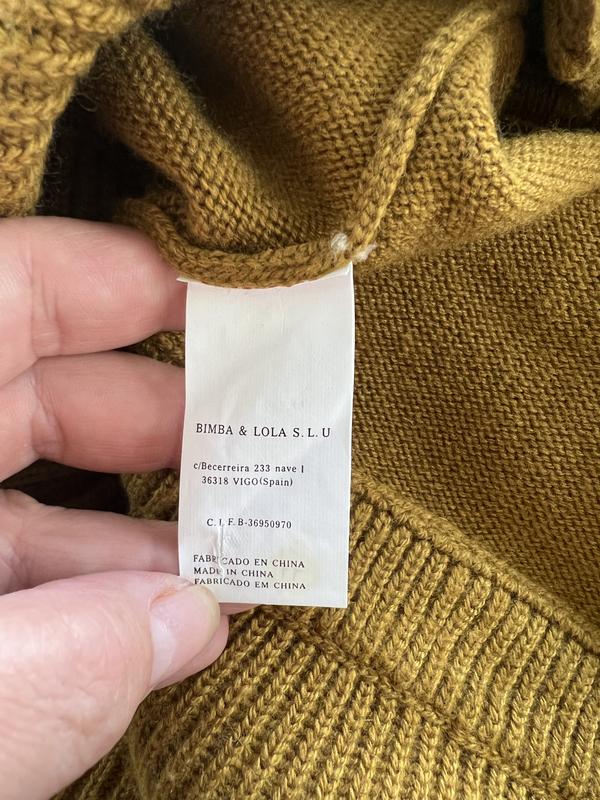 BIMBA & LOLA S.L.U
c/Becerreira 233 nave I
36318 VIGO(Spain)
C.I.F.B-36950970
FABRICADO EN CHINA
MADE IN CHINA
FABRICADO EM CHINA